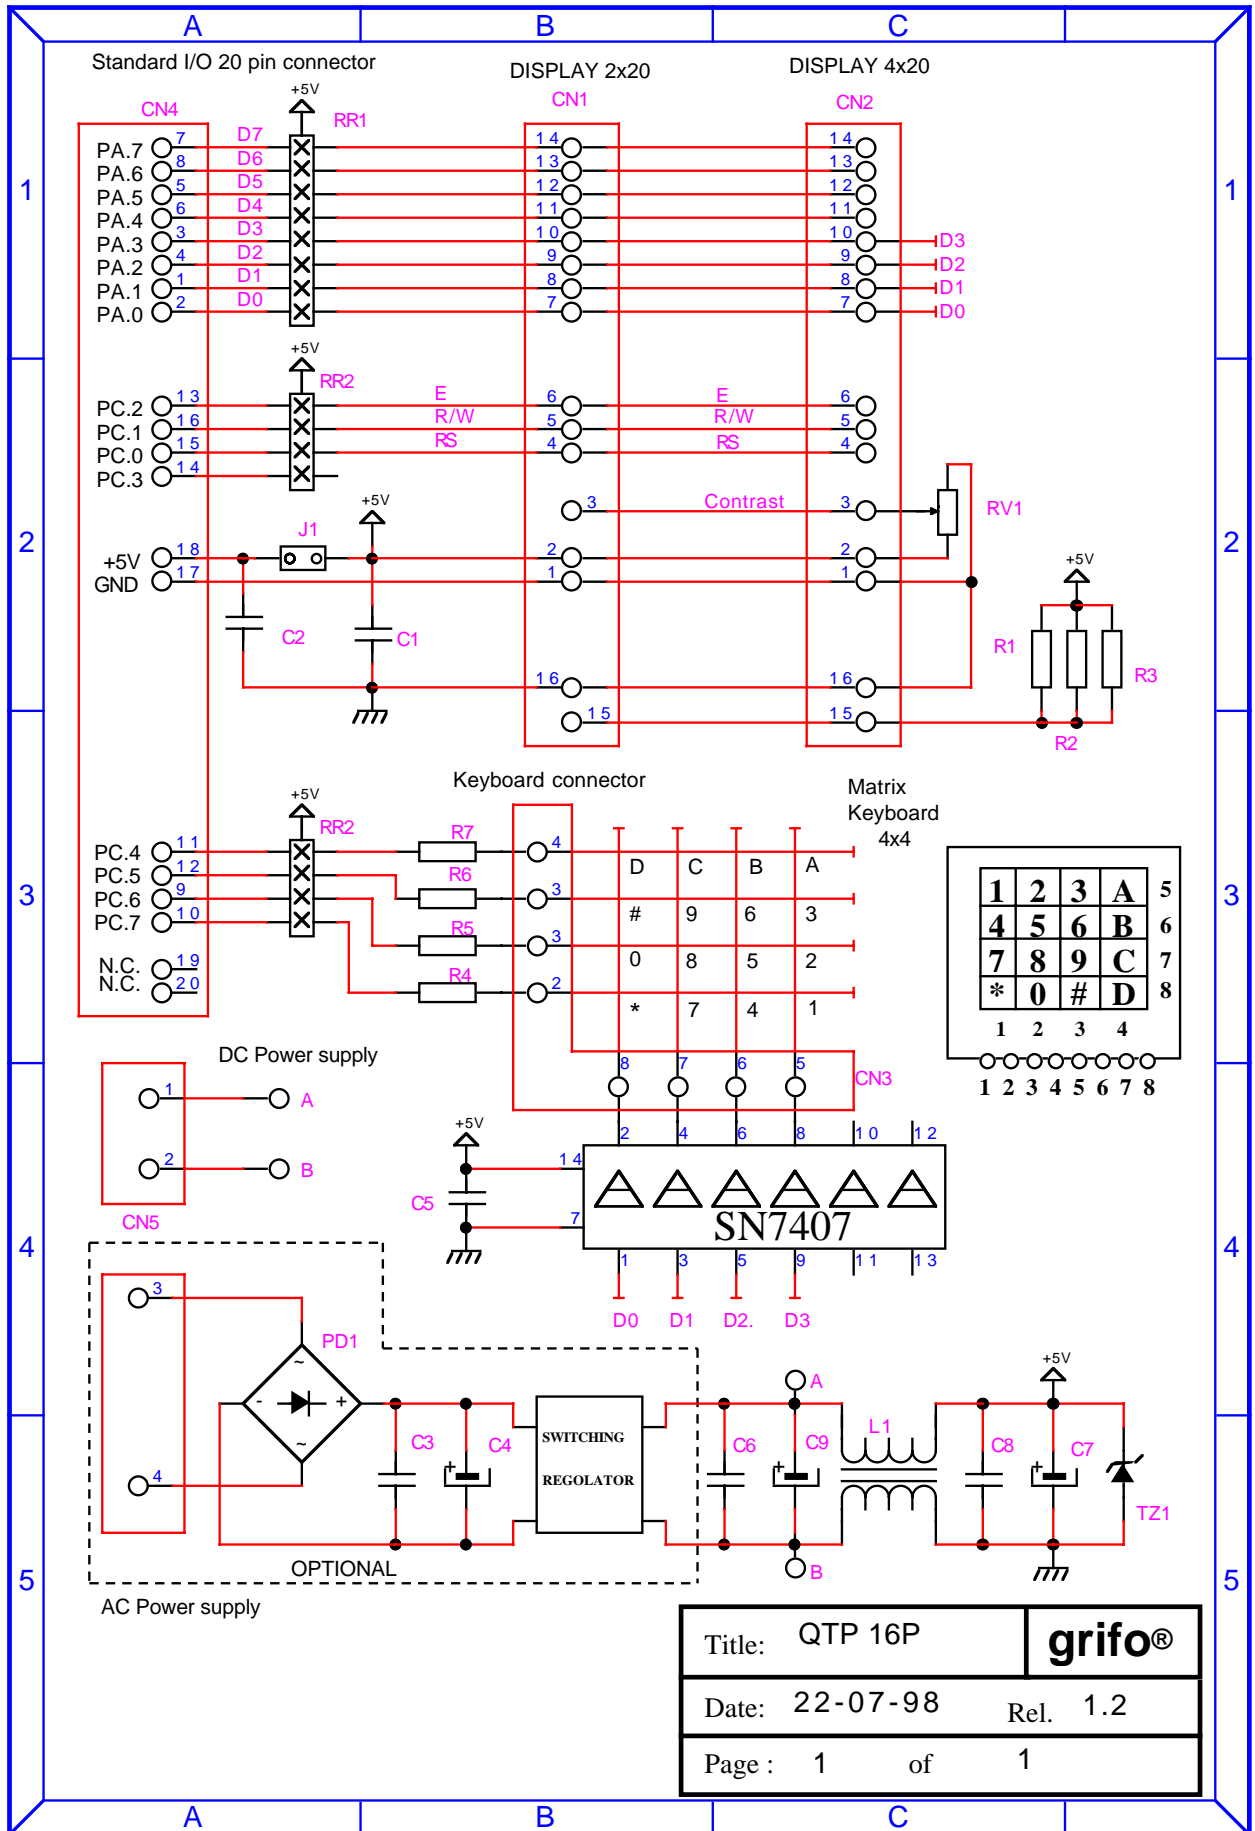 A B C
Standard I/O 20 pin connector
DISPLAY 2x20 DISPLAY 4x20
+5V
CN4 RR1 CN1 CN2
PA.7 7 D7 14 14
PA.6 8 D6 13 13
PA.5 5 D5 12 12
1 1
PA.4 6 D4 11 11
PA.3 3 D3 10 10 D3
PA.2 4 D2 9 9 D2
PA.1 1 D1 8 8 D1
PA.0 2 D0 7 7 D0
+5V
RR2
PC.2 13 E 6 E 6
PC.1 16 R/W 5 R/W 5
PC.0 15 RS 4 RS 4
PC.3 14
+5V
3 Contrast 3 RV1
2 J1 2
+5V 18 2 2
GND 17 1 1
+5V
C2 C1 R1 R3
16 16
15 15
R2
Keyboard connector
Matrix
Keyboard
4x4
+5V
RR2
PC.4 11 R7 4
PC.5 12 R6 3
PC.6 9 R5 3
PC.7 10 R4 2
N.C. 19
N.C. 20
3 3
D C B A
# 9 6 3
0 8 5 2
* 7 4 1
1 2 3 A 5
4 5 6 B 6
7 8 9 C 7
* 0 # D 8
1 2 3 4
1 2 3 4 5 6 7 8
8 7 6 5
CN3
DC Power supply
1 A
2 B
CN5
+5V
C5
2 4 6 8 10 12
14
7
SN7407
1 3 5 9 11 13
D0 D1 D2. D3
4 4
3
PD1
~
- +
~
4
C3 + C4
SWITCHING
REGOLATOR
A
C6 + C9 L1 C8 + C7
+5V
TZ1
B
OPTIONAL
AC Power supply
5 5
Title: QTP 16P grifo®
Date: 22-07-98 Rel. 1.2
Page : 1 of 1
A B C